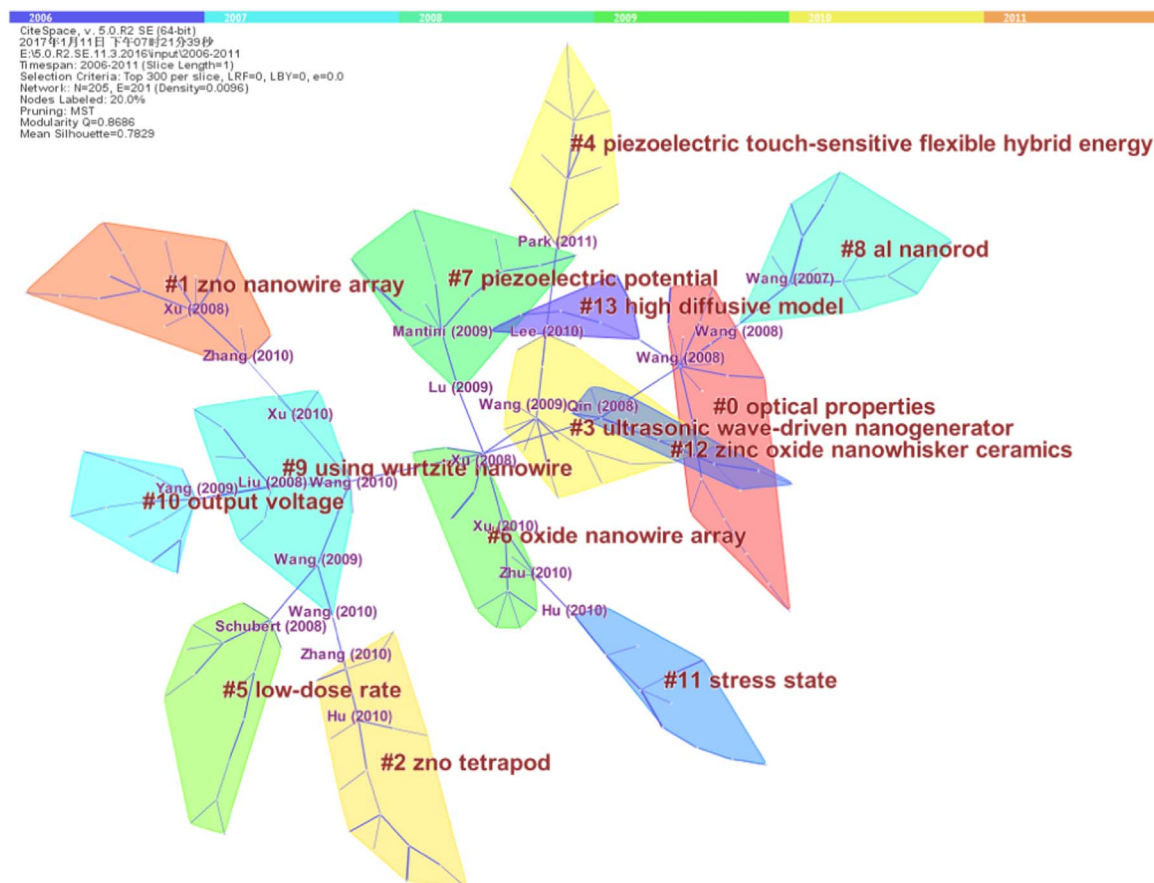 2006 2007 2008 2009 2010 2011
CiteSpace, v. 5.0.R2 SE (64-bit)
2017年1月11日 下午07时21分39秒
E:\5.0.R2.SE.11.3.2016\input\2006-2011
Timespan: 2006-2011 (Slice Length=1)
Selection Criteria: Top 300 per slice, LRF=0, LBY=0, e=0.0
Network: N=205, E=201 (Density=0.0096)
Nodes Labeled: 20.0%
Pruning: MST
Modularity Q=0.8686
Mean Silhouette=0.7829
#4 piezoelectric touch-sensitive flexible hybrid energy
Park (2011)
#8 al nanorod
Wang (2007)
#7 piezoelectric potential
#1 zno nanowire array
#13 high diffusive model
Xu (2008)
Mantini (2009)
Lee (2010)
Wang (2008)
Zhang (2010)
Wang (2008)
Lu (2009)
Wang (2009)
Qin (2008)
#0 optical properties
Xu (2010)
#3 ultrasonic wave-driven nanogenerator
#12 zinc oxide nanowhisker ceramics
Xu (2008)
#9 using wurtzite nanowire
Yang (2009)
Liu (2008)
Wang (2010)
#10 output voltage
Xu (2010)
#6 oxide nanowire array
Wang (2009)
Zhu (2010)
Wang (2010)
Hu (2010)
Schubert (2008)
Zhang (2010)
#11 stress state
#5 low-dose rate
Hu (2010)
#2 zno tetrapod